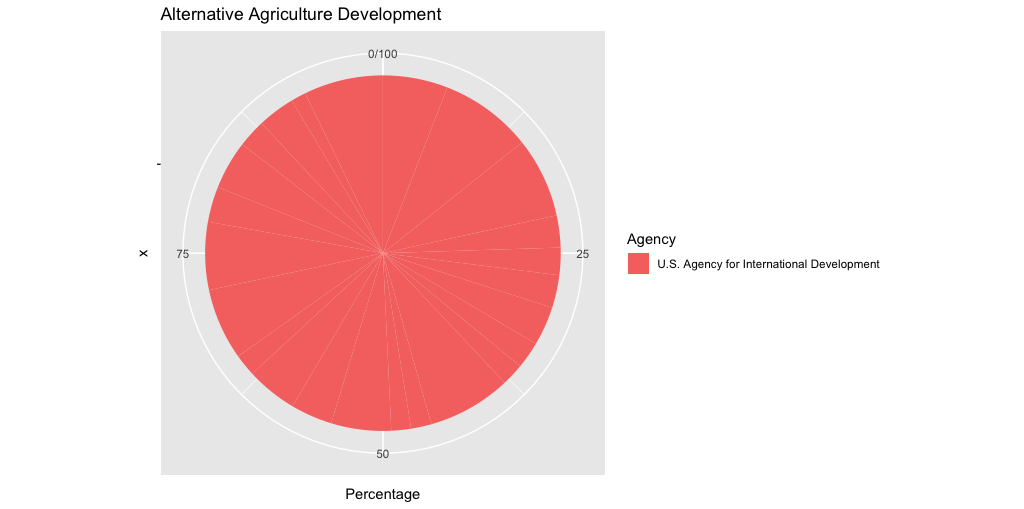 Alternative Agriculture Development
0/100
75
25
50
x
Percentage
Agency
U.S. Agency for International Development